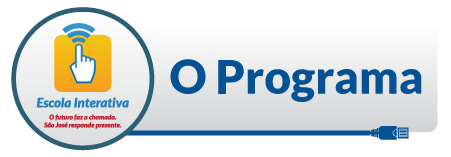 Escola Interativa
O futuro faz a chamada.
São José responde presente.
O Programa